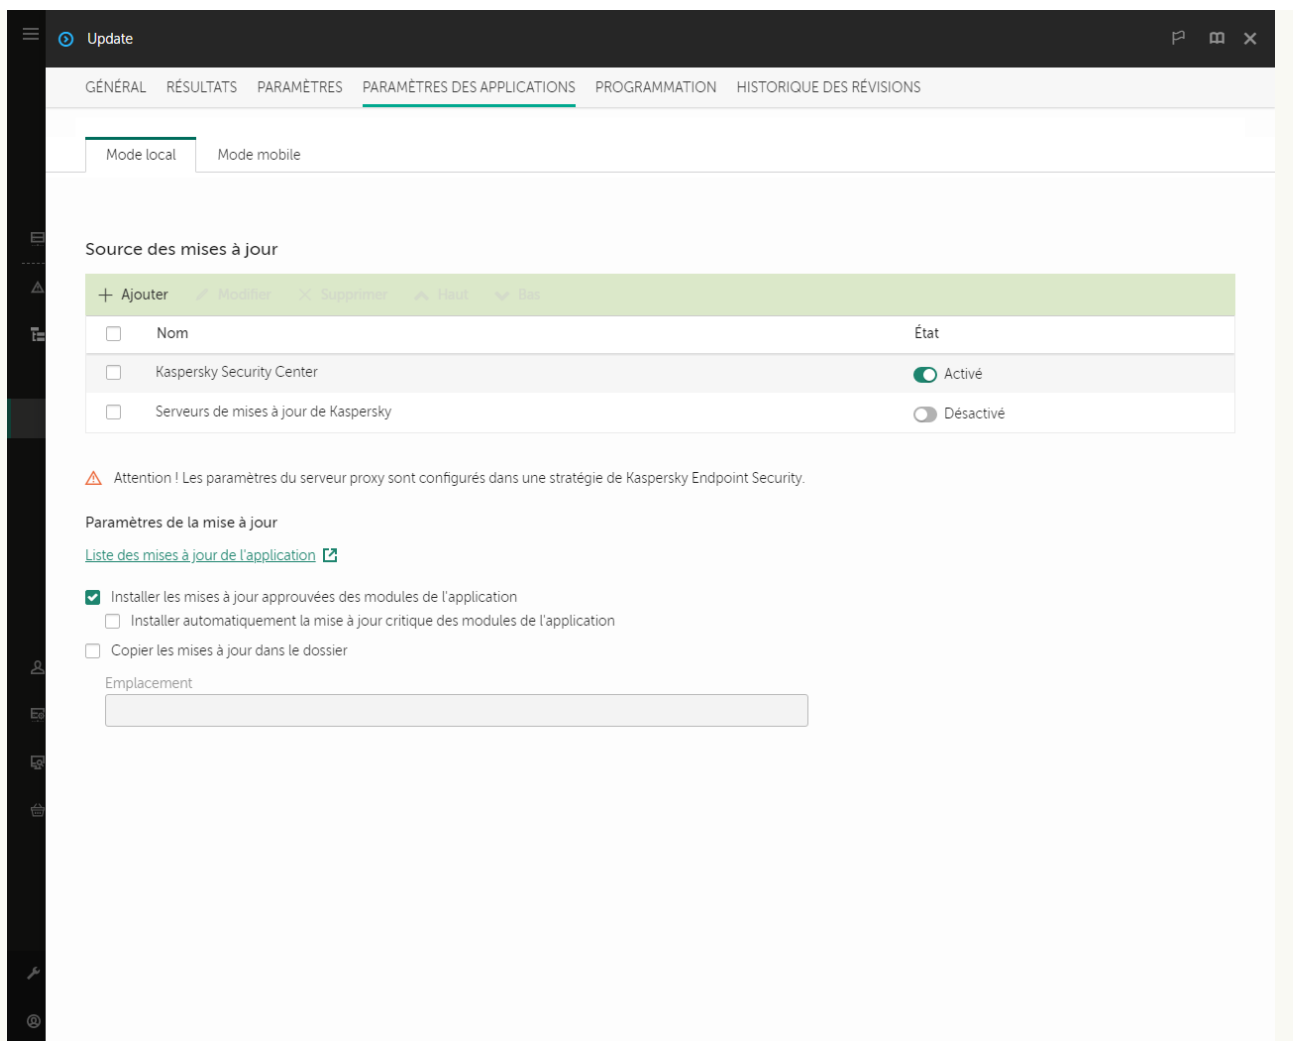 Update
GÉNÉRAL RÉSULTATS PARAMÈTRES PARAMÈTRES DES APPLICATIONS PROGRAMMATION HISTORIQUE DES RÉVISIONS
Mode local Mode mobile
Source des mises à jour
Ajouter Modifier Supprimer Haut Bas
Nom État
Kaspersky Security Center Activé
Serveurs de mises à jour de Kaspersky Désactivé
Attention ! Les paramètres du serveur proxy sont configurés dans une stratégie de Kaspersky Endpoint Security.
Paramètres de la mise à jour
Liste des mises à jour de l'application
Installer les mises à jour approuvées des modules de l'application
Installer automatiquement la mise à jour critique des modules de l'application
Copier les mises à jour dans le dossier
Emplacement